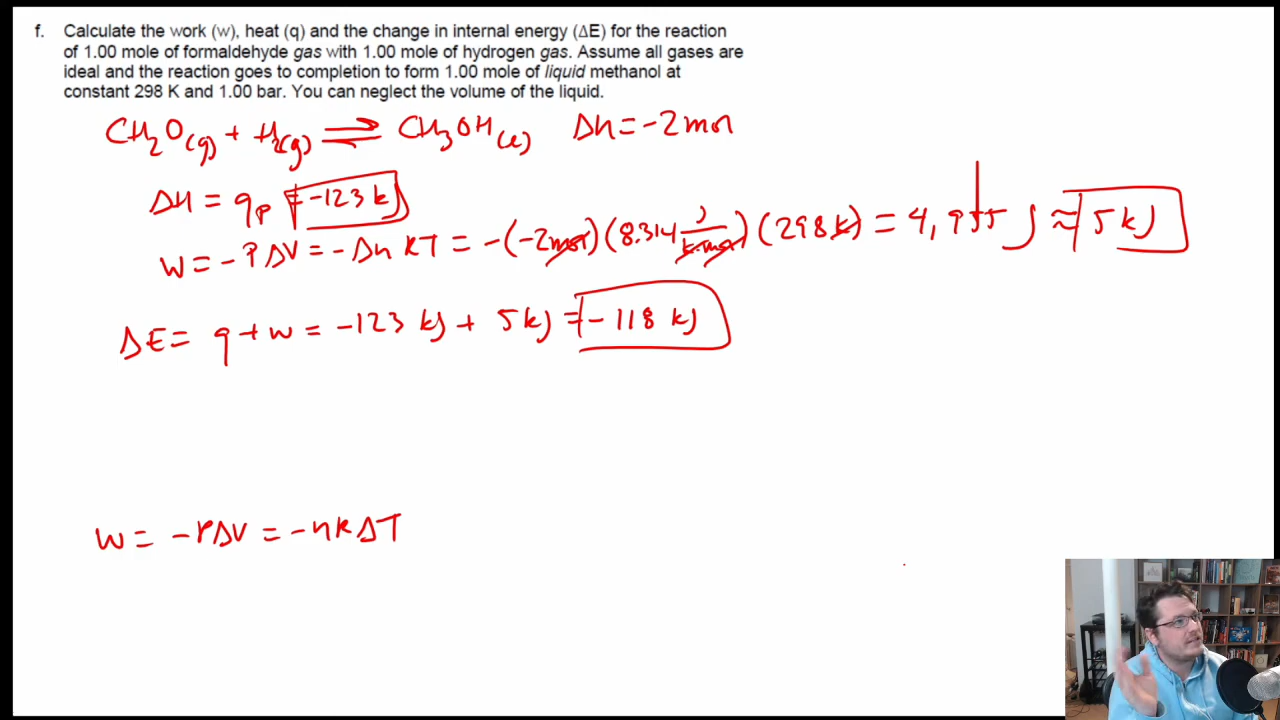 f. Calculate the work (w), heat (q) and the change in internal energy (ΔE) for the reaction
of 1.00 mole of formaldehyde gas with 1.00 mole of hydrogen gas. Assume all gases are
ideal and the reaction goes to completion to form 1.00 mole of liquid methanol at
constant 298 K and 1.00 bar. You can neglect the volume of the liquid.
CH₂O(g) + H₂(g) ⇌ CH₃OH(ℓ) Δn = -2 mol
ΔH = qₚ = -123 kJ
w = -PΔV = -Δn RT = -(-2 mol)(8.314 J/K·mol)(298 K) = 4,955 J ≈ 5 kJ
ΔE = q + w = -123 kJ + 5 kJ = -118 kJ
w = -PΔV = -nRΔT